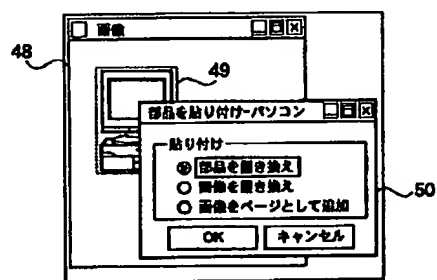 画像
48
49
部品を貼り付け-パソコン
貼り付け
部品を置き換え
画像を置き換え
画像をページとして追加
50
OK
キャンセル